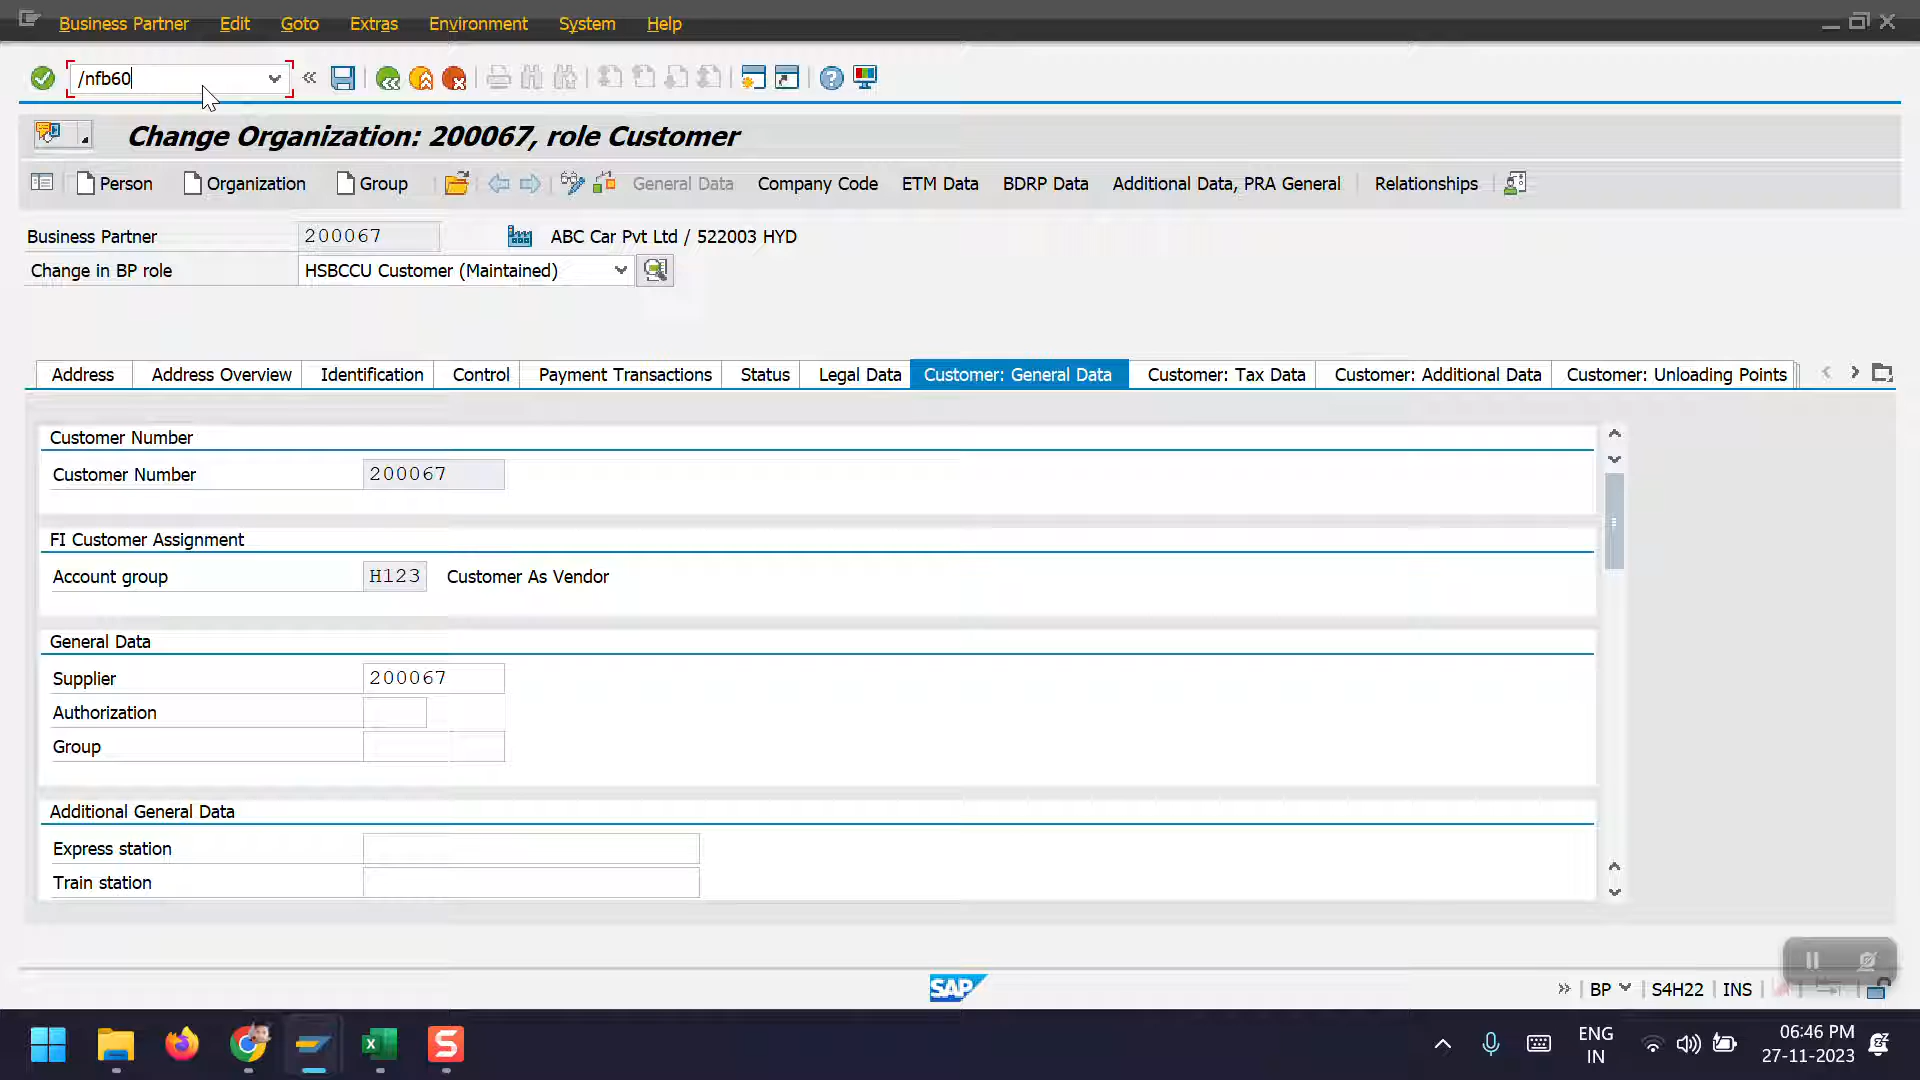 Business Partner Edit Goto Extras Environment System Help
/nfb60
Change Organization: 200067, role Customer
Person Organization Group General Data Company Code ETM Data BDRP Data Additional Data, PRA General Relationships
Business Partner 200067 ABC Car Pvt Ltd / 522003 HYD
Change in BP role HSBCCU Customer (Maintained)
Address Address Overview Identification Control Payment Transactions Status Legal Data Customer: General Data Customer: Tax Data Customer: Additional Data Customer: Unloading Points
Customer Number
Customer Number 200067
FI Customer Assignment
Account group H123 Customer As Vendor
General Data
Supplier 200067
Authorization
Group
Additional General Data
Express station
Train station
SAP
BP S4H22 INS
ENG
IN
06:46 PM
27-11-2023